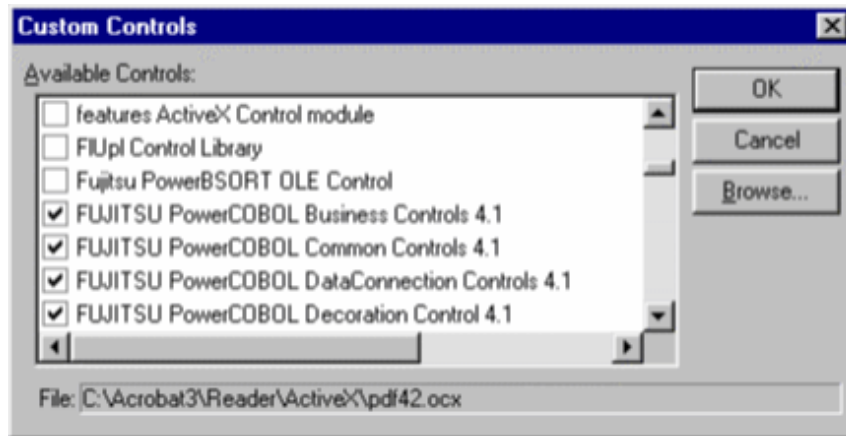 Custom Controls
Available Controls:
features ActiveX Control module
FlUpl Control Library
Fujitsu PowerBSORT OLE Control
FUJITSU PowerCOBOL Business Controls 4.1
FUJITSU PowerCOBOL Common Controls 4.1
FUJITSU PowerCOBOL DataConnection Controls 4.1
FUJITSU PowerCOBOL Decoration Control 4.1
OK
Cancel
Browse...
File: C:\Acrobat3\Reader\ActiveX\pdf42.ocx